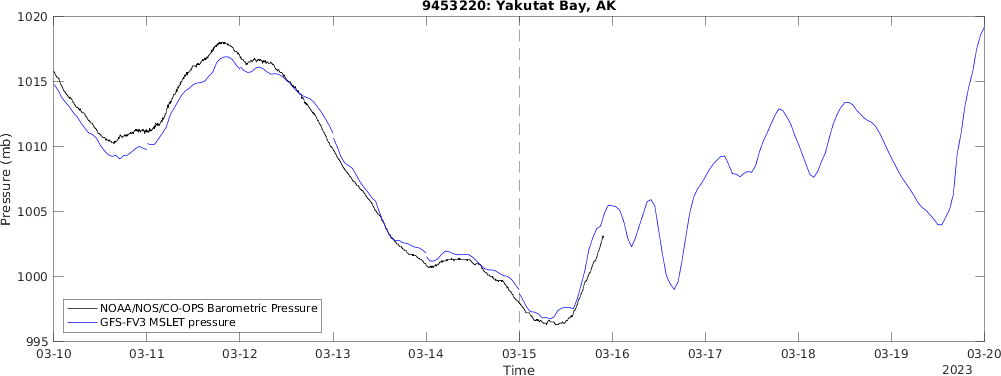 9453220: Yakutat Bay, AK
Pressure (mb)
1020
1015
1010
1005
1000
995
NOAA/NOS/CO-OPS Barometric Pressure
GFS-FV3 MSLET pressure
03-10 03-11 03-12 03-13 03-14 03-15 03-16 03-17 03-18 03-19 03-20
Time
2023